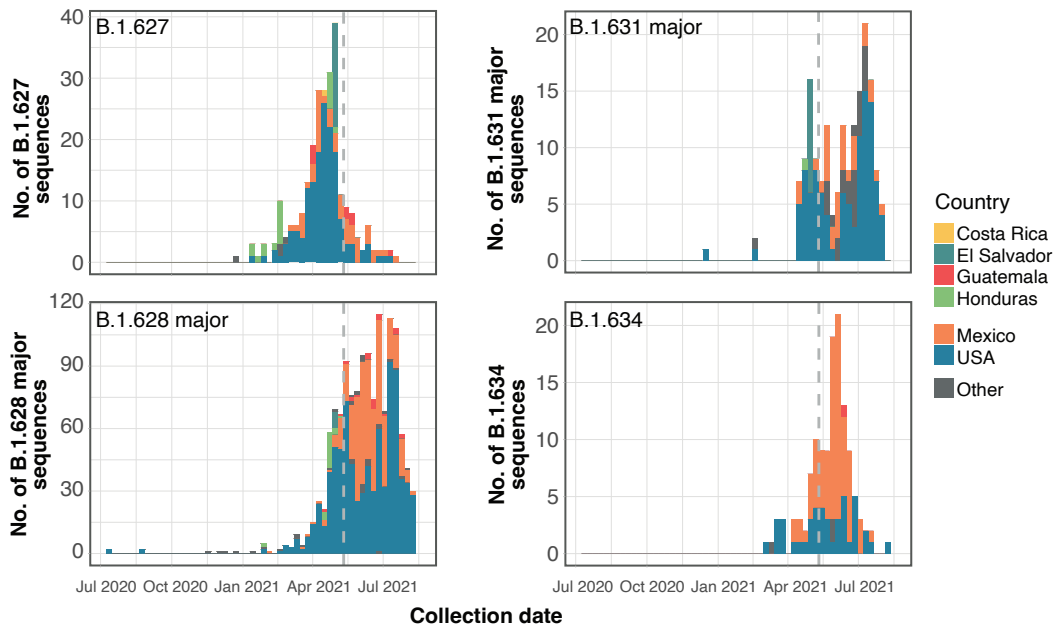 B.1.627
No. of B.1.627
sequences
40
30
20
10
0
B.1.631 major
No. of B.1.631 major
sequences
20
15
10
5
0
B.1.628 major
No. of B.1.628 major
sequences
120
90
60
30
0
Jul 2020 Oct 2020 Jan 2021 Apr 2021 Jul 2021
B.1.634
No. of B.1.634
sequences
20
15
10
5
0
Jul 2020 Oct 2020 Jan 2021 Apr 2021 Jul 2021
Collection date
Country
Costa Rica
El Salvador
Guatemala
Honduras
Mexico
USA
Other